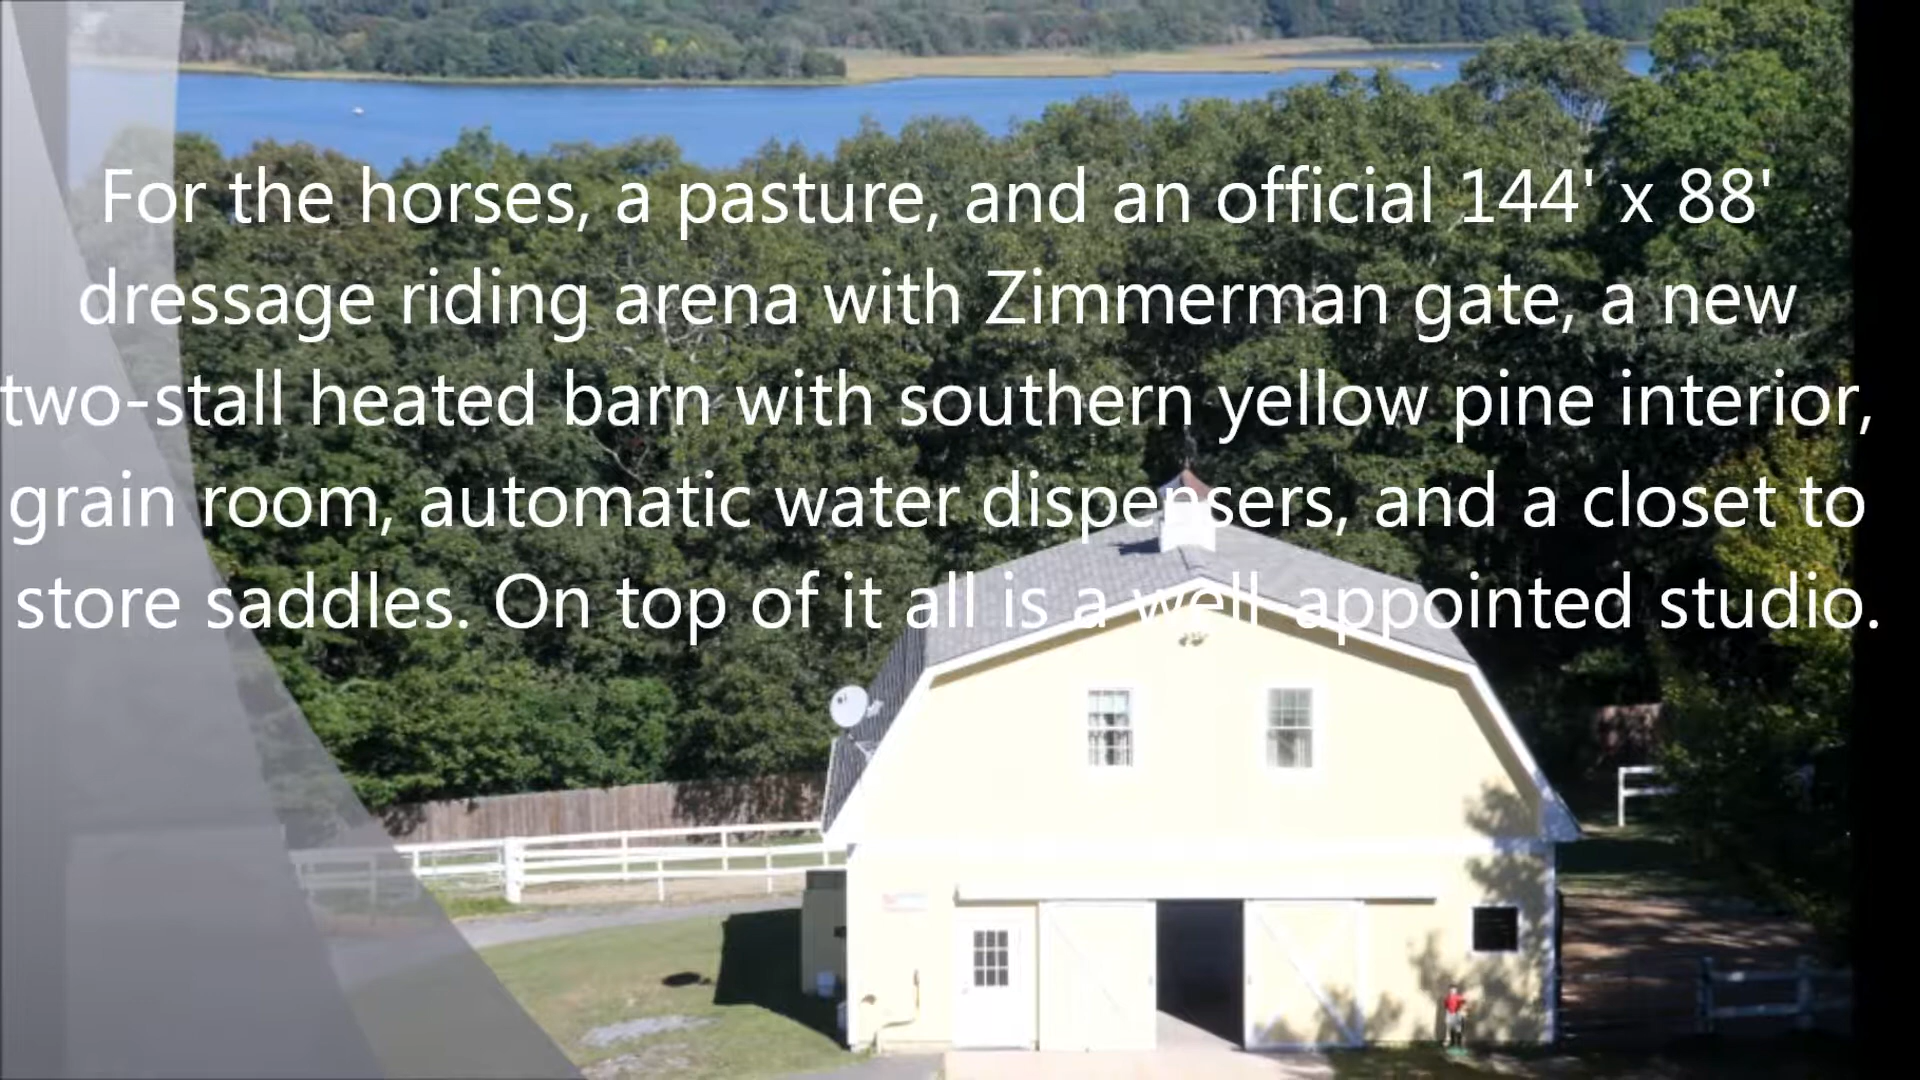 For the horses, a pasture, and an official 144' x 88'
dressage riding arena with Zimmerman gate, a new
two-stall heated barn with southern yellow pine interior,
grain room, automatic water dispensers, and a closet to
store saddles. On top of it all is a well-appointed studio.